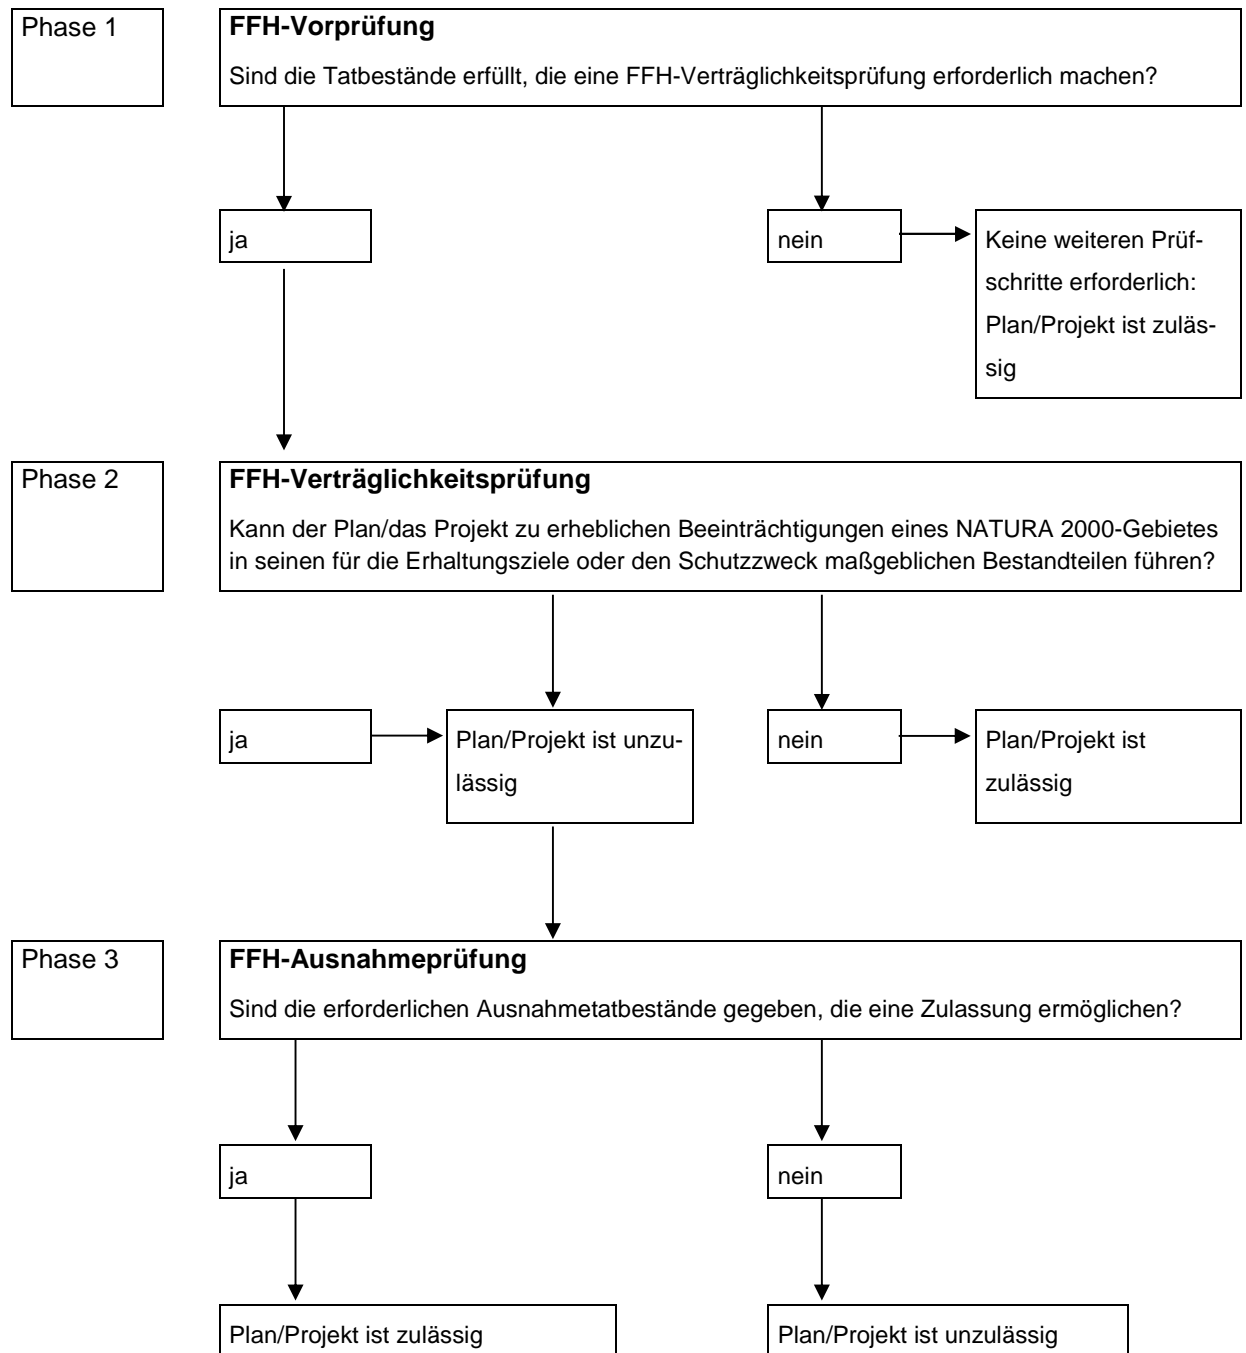 Phase 1
FFH-Vorprüfung
Sind die Tatbestände erfüllt, die eine FFH-Verträglichkeitsprüfung erforderlich machen?
ja
nein
Keine weiteren Prüf-
schritte erforderlich:
Plan/Projekt ist zuläs-
sig
Phase 2
FFH-Verträglichkeitsprüfung
Kann der Plan/das Projekt zu erheblichen Beeinträchtigungen eines NATURA 2000-Gebietes
in seinen für die Erhaltungsziele oder den Schutzzweck maßgeblichen Bestandteilen führen?
ja
Plan/Projekt ist unzu-
lässig
nein
Plan/Projekt ist
zulässig
Phase 3
FFH-Ausnahmeprüfung
Sind die erforderlichen Ausnahmetatbestände gegeben, die eine Zulassung ermöglichen?
ja
nein
Plan/Projekt ist zulässig
Plan/Projekt ist unzulässig